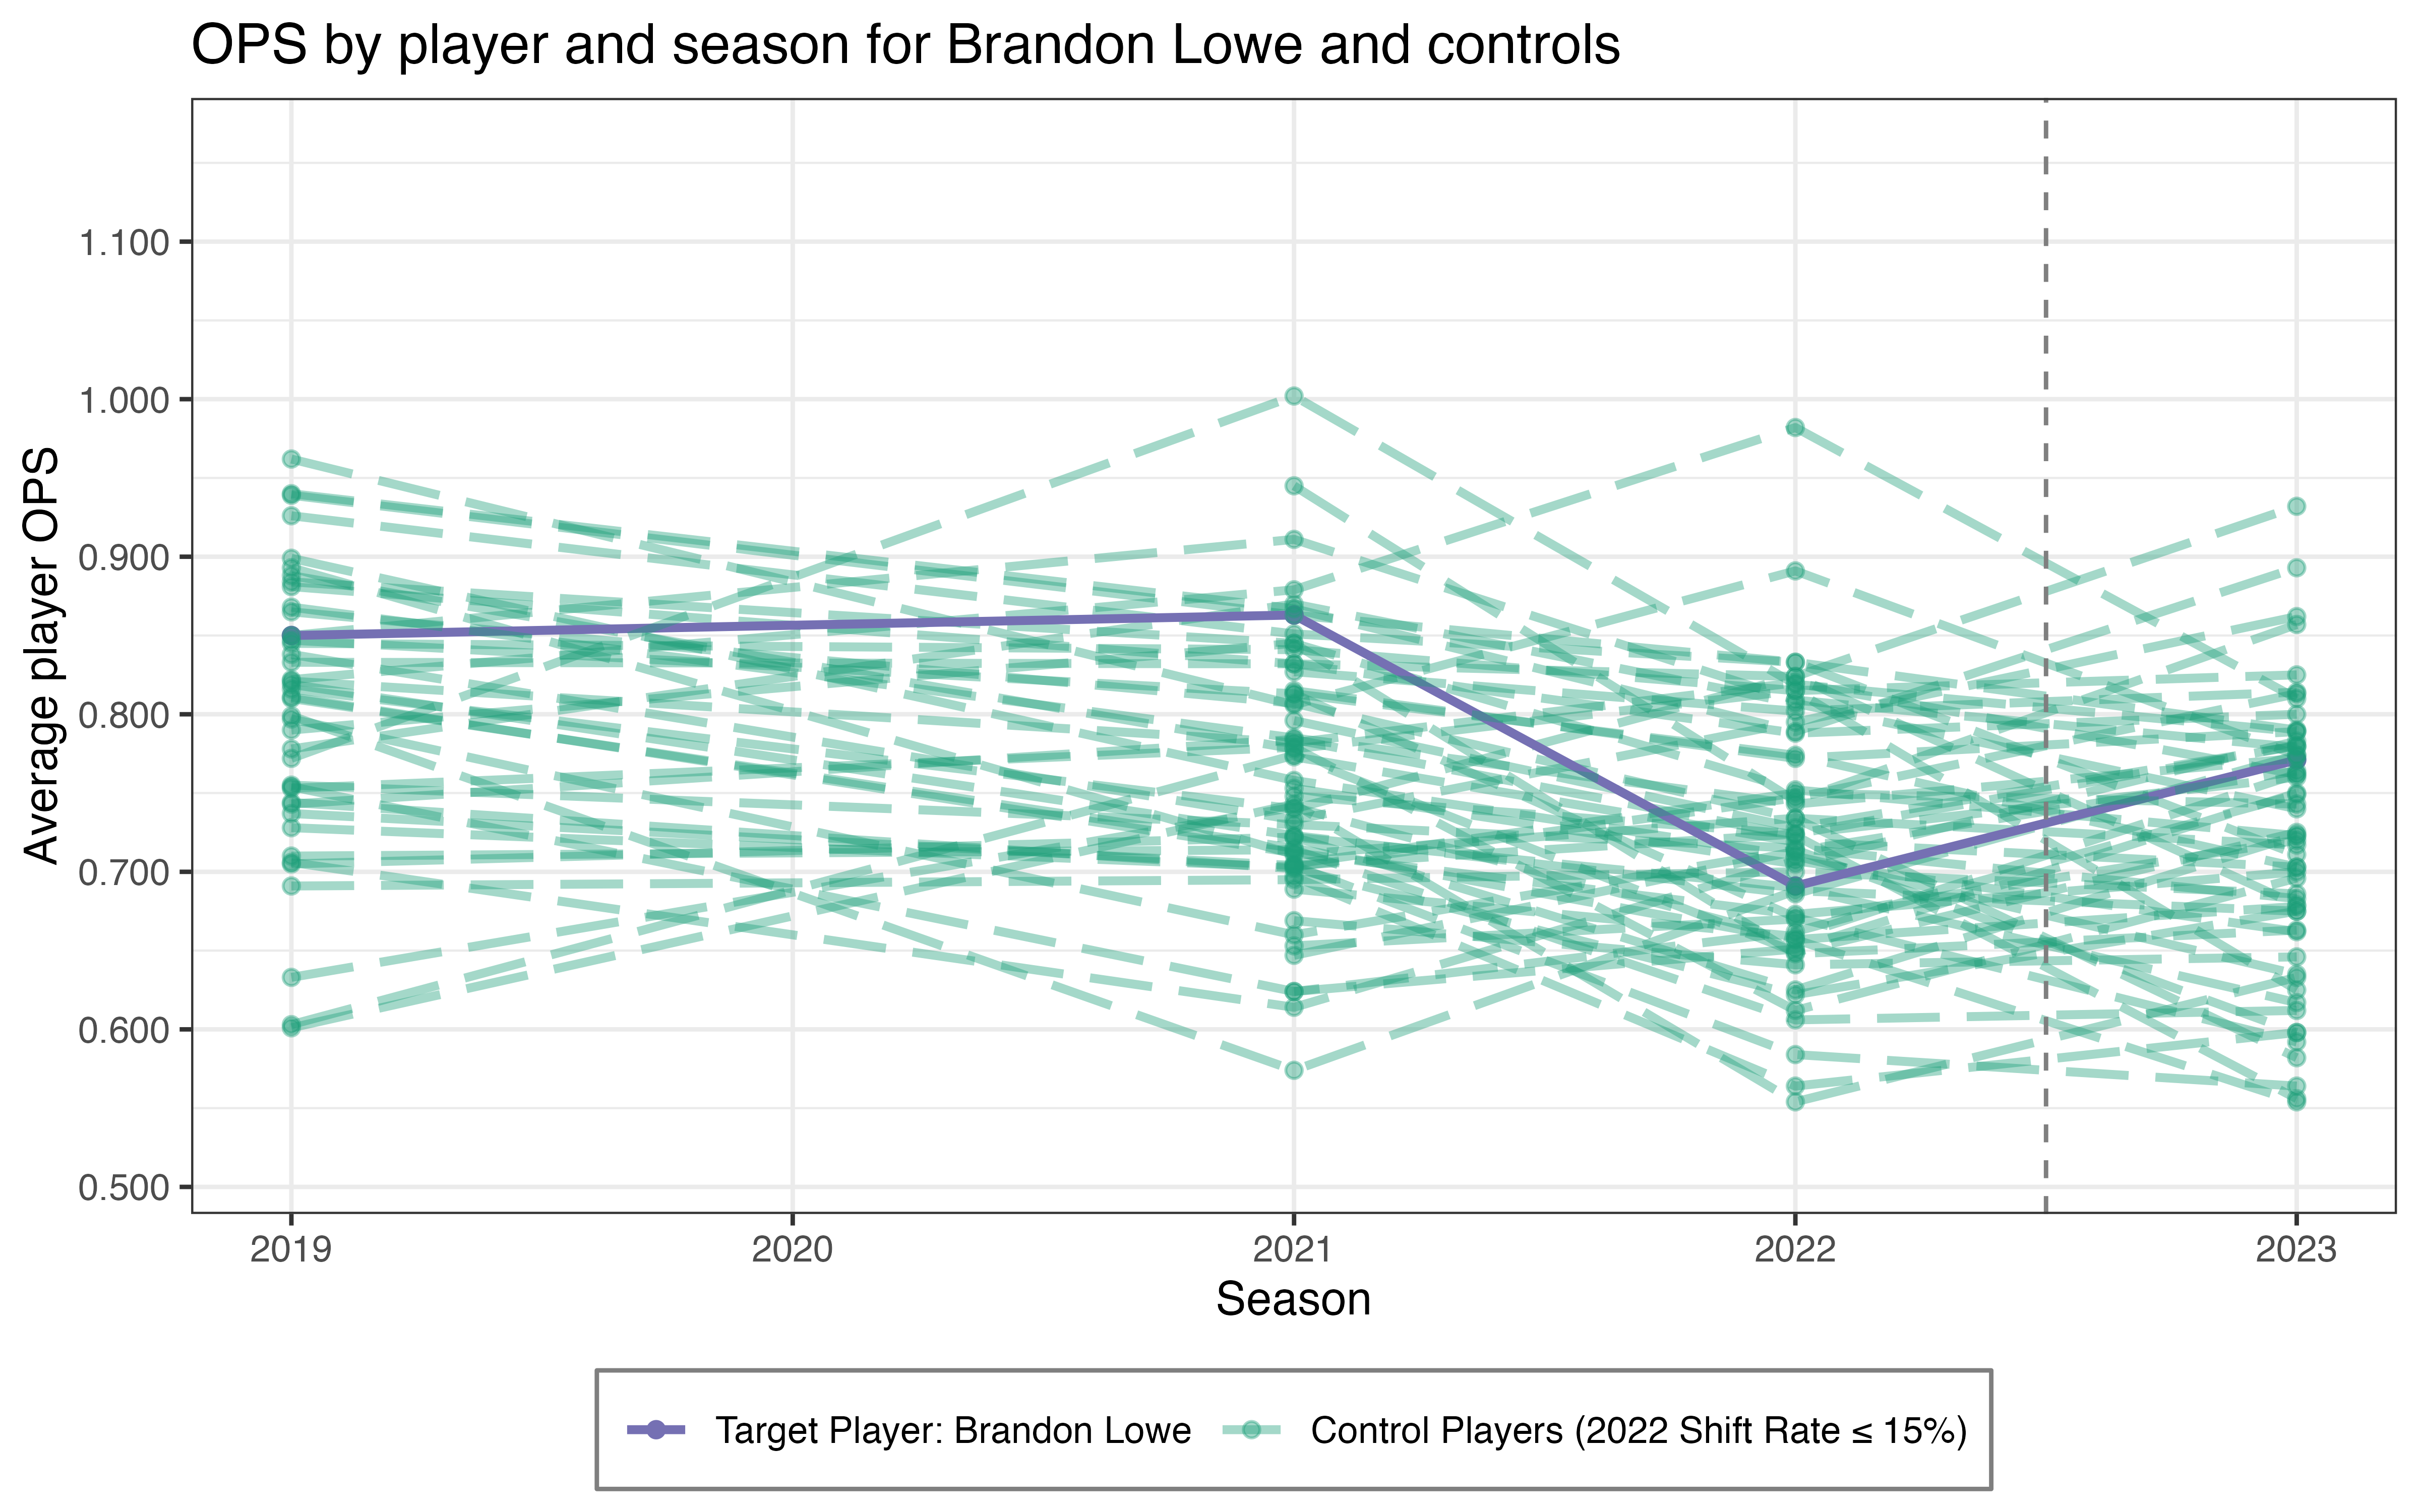 OPS by player and season for Brandon Lowe and controls
Average player OPS
1.100
1.000
0.900
0.800
0.700
0.600
0.500
2019 2020 2021 2022 2023
Season
Target Player: Brandon Lowe Control Players (2022 Shift Rate ≤ 15%)